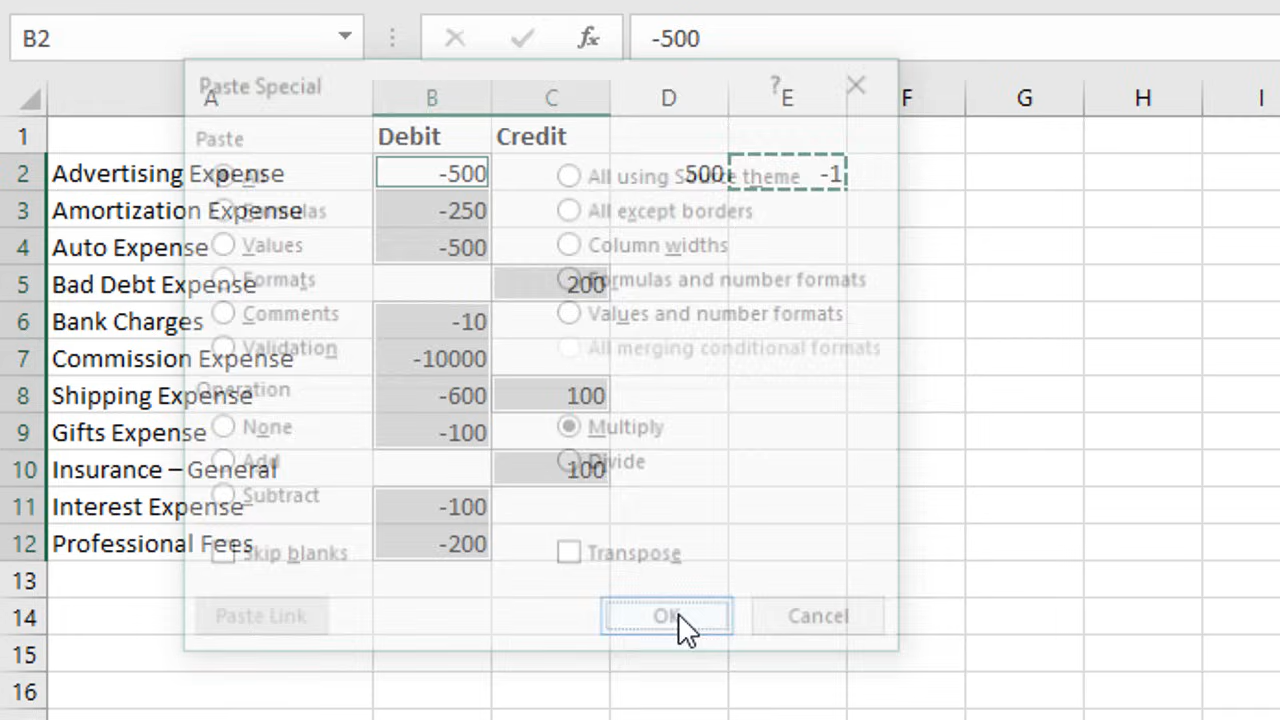 B2 -500
Paste Special ?
A B C D E F G H I
Paste
1 Debit Credit
2 Advertising Expense -500 500 -1
All All using Source theme
3 Amortization Expense -250
Formulas All except borders
4 Auto Expense -500
Values Column widths
5 Bad Debt Expense 200
Formats Formulas and number formats
6 Bank Charges -10
Comments Values and number formats
7 Commission Expense -10000
Validation All merging conditional formats
8 Shipping Expense -600 100
Operation
9 Gifts Expense -100
None Multiply
10 Insurance – General 100
Add Divide
11 Interest Expense -100
Subtract
12 Professional Fees -200
Skip blanks Transpose
13
14 Paste Link OK Cancel
15
16